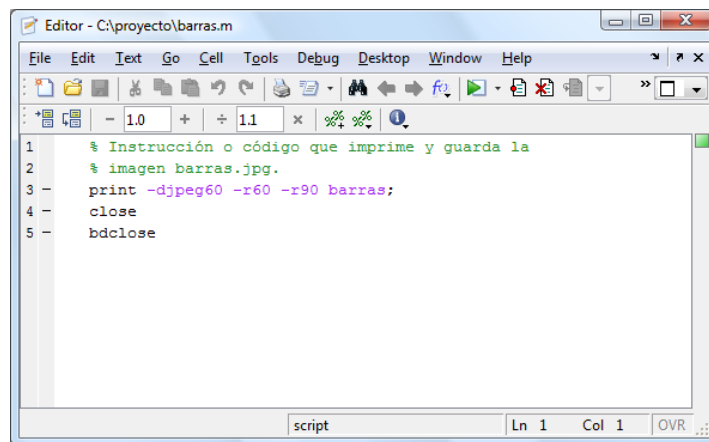 Editor - C:\proyecto\barras.m
File Edit Text Go Cell Tools Debug Desktop Window Help
- 1.0 + ÷ 1.1 ×
1 % Instrucción o código que imprime y guarda la
2 % imagen barras.jpg.
3 - print -djpeg60 -r60 -r90 barras;
4 - close
5 - bdclose
script Ln 1 Col 1 OVR